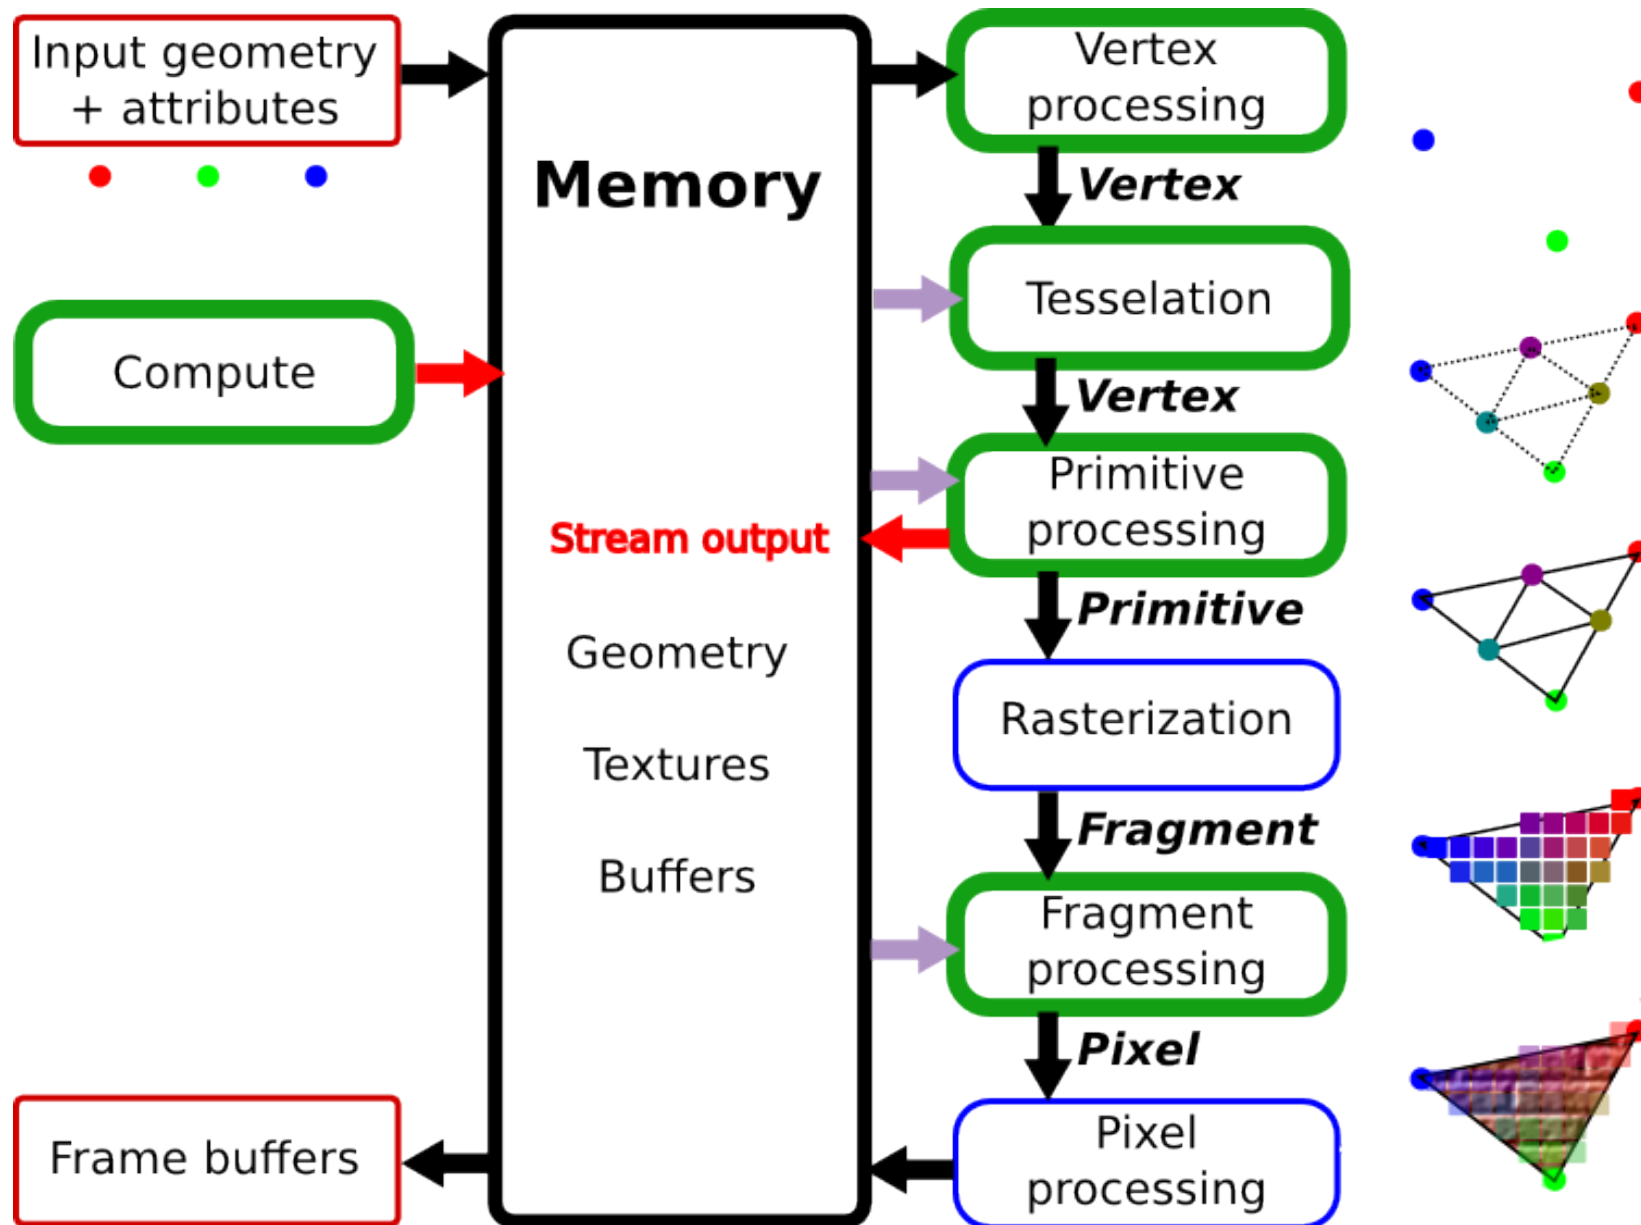 Input geometry
+ attributes
Compute
Frame buffers
Memory
Stream output
Geometry
Textures
Buffers
Vertex
processing
Vertex
Tesselation
Vertex
Primitive
processing
Primitive
Rasterization
Fragment
Fragment
processing
Pixel
Pixel
processing